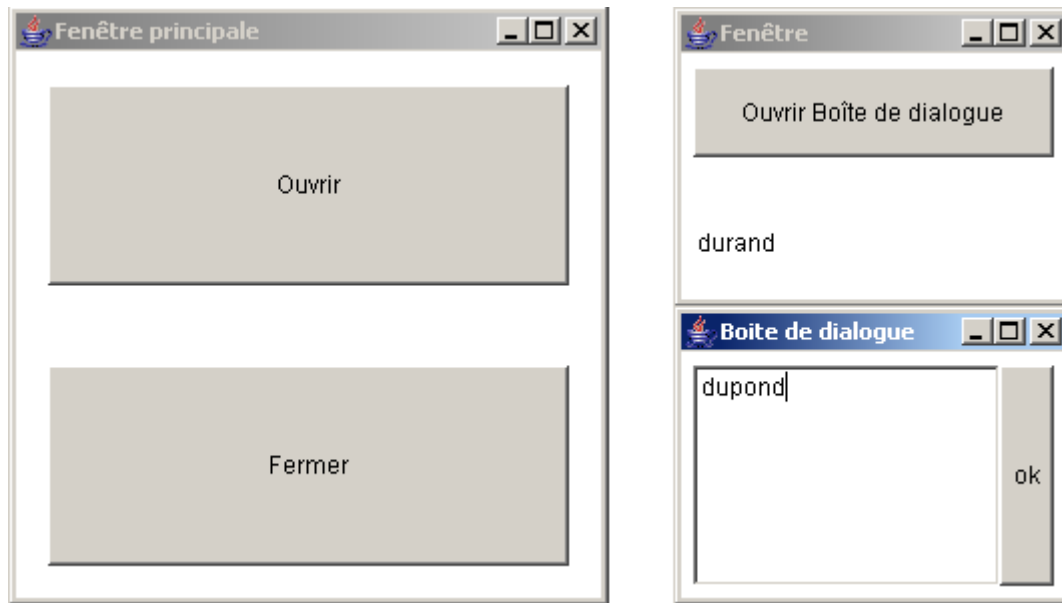 Fenêtre principale
Ouvrir
Fermer
Fenêtre
Ouvrir Boîte de dialogue
durand
Boite de dialogue
dupond
ok